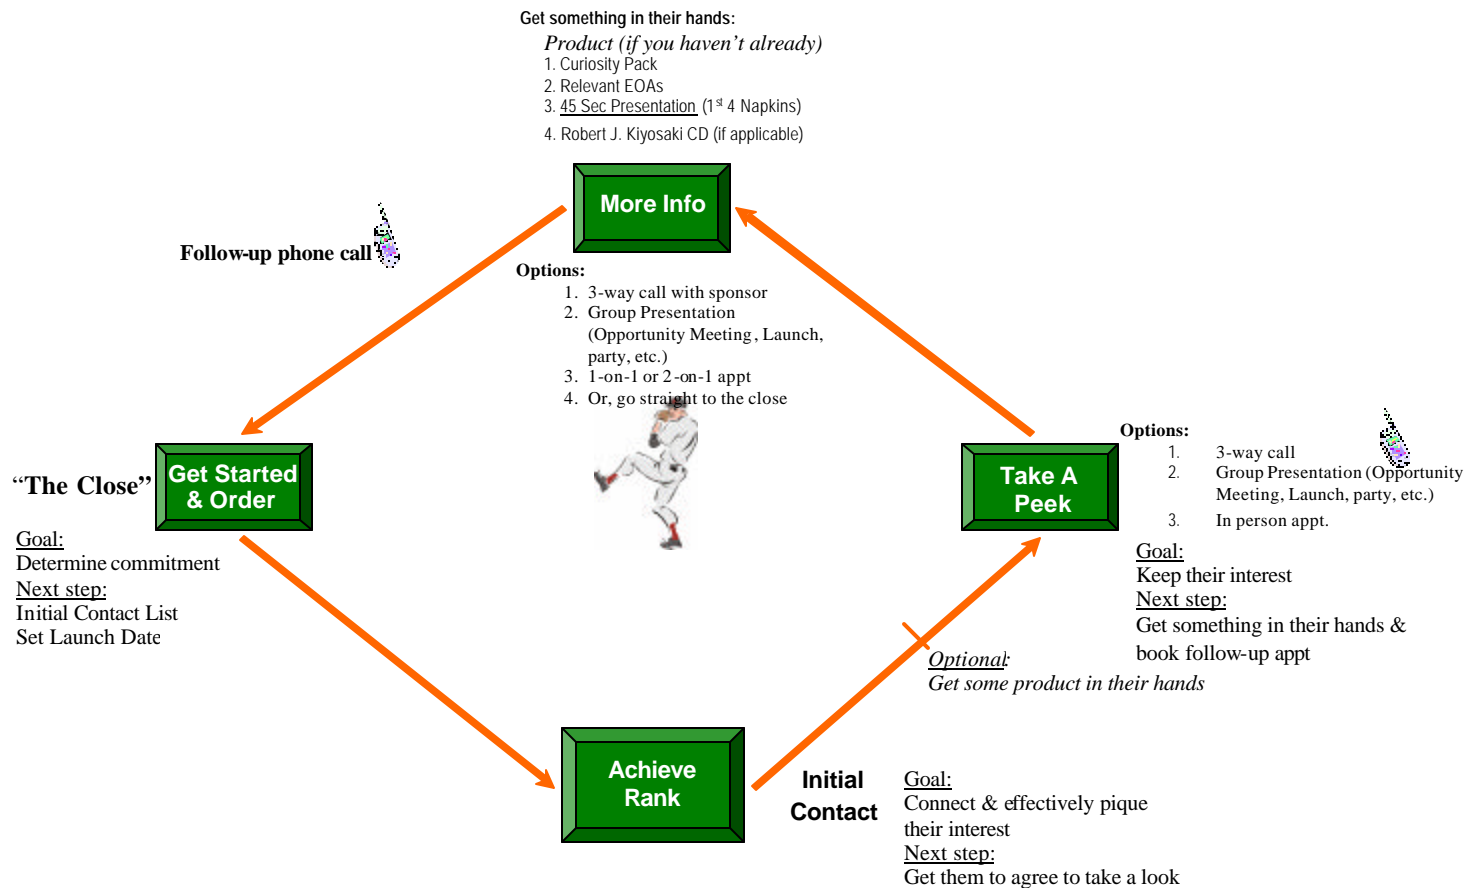 Get something in their hands:
Product (if you haven't already)
1. Curiosity Pack
2. Relevant EOAs
3. 45 Sec Presentation (1st 4 Napkins)
4. Robert J. Kiyosaki CD (if applicable)
More Info
Follow-up phone call
Options:
1. 3-way call with sponsor
2. Group Presentation
(Opportunity Meeting, Launch,
party, etc.)
3. 1-on-1 or 2-on-1 appt
4. Or, go straight to the close
"The Close"
Get Started
& Order
Goal:
Determine commitment
Next step:
Initial Contact List
Set Launch Date
Take A
Peek
Options:
1. 3-way call
2. Group Presentation (Opportunity
Meeting, Launch, party, etc.)
3. In person appt.
Goal:
Keep their interest
Next step:
Get something in their hands &
book follow-up appt
Optional:
Get some product in their hands
Achieve
Rank
Initial
Contact
Goal:
Connect & effectively pique
their interest
Next step:
Get them to agree to take a look